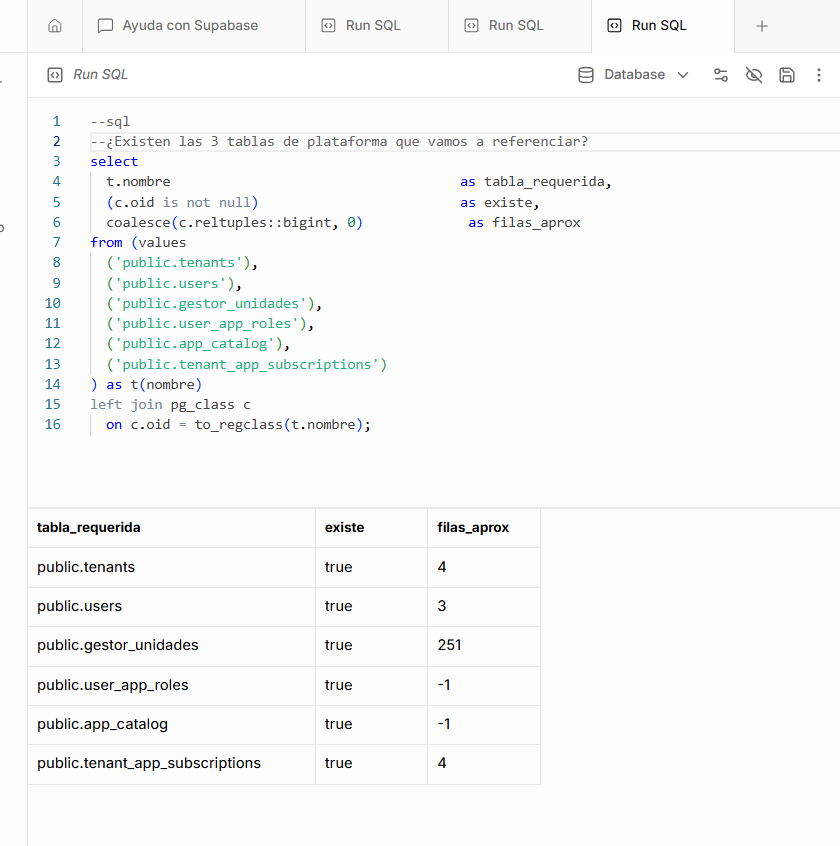 Ayuda con Supabase Run SQL Run SQL Run SQL
Run SQL Database
1 --sql
2 --¿Existen las 3 tablas de plataforma que vamos a referenciar?
3 select
4 t.nombre as tabla_requerida,
5 (c.oid is not null) as existe,
6 coalesce(c.reltuples::bigint, 0) as filas_aprox
7 from (values
8 ('public.tenants'),
9 ('public.users'),
10 ('public.gestor_unidades'),
11 ('public.user_app_roles'),
12 ('public.app_catalog'),
13 ('public.tenant_app_subscriptions')
14 ) as t(nombre)
15 left join pg_class c
16 on c.oid = to_regclass(t.nombre);
tabla_requerida existe filas_aprox
public.tenants true 4
public.users true 3
public.gestor_unidades true 251
public.user_app_roles true -1
public.app_catalog true -1
public.tenant_app_subscriptions true 4